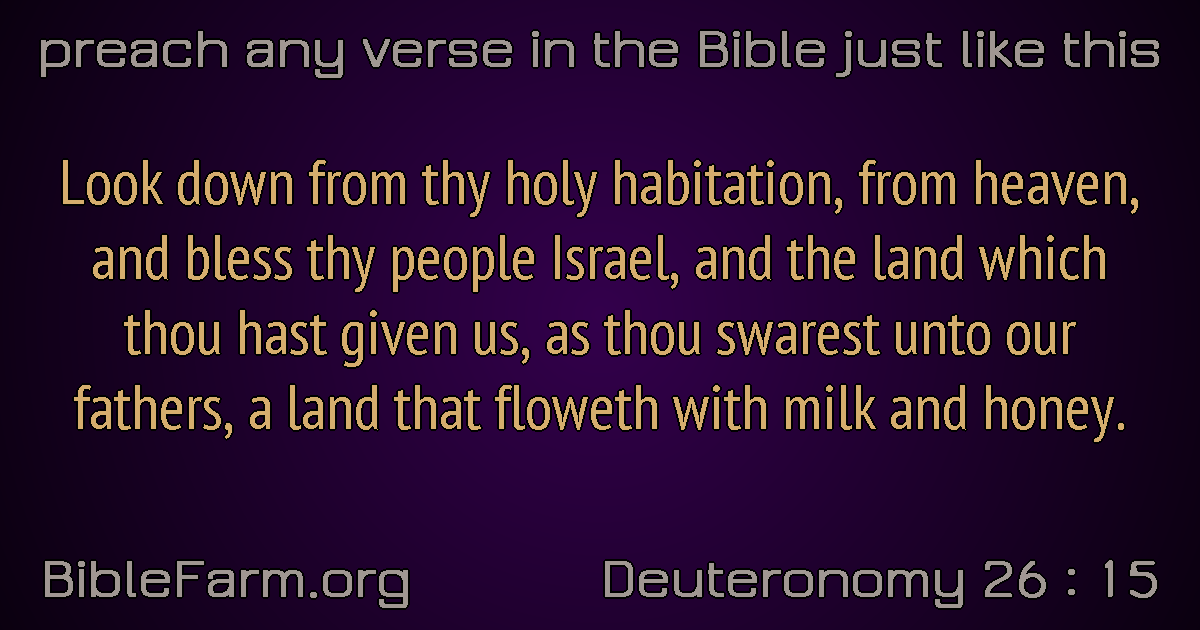 preach any verse in the Bible just like this
Look down from thy holy habitation, from heaven,
and bless thy people Israel, and the land which
thou hast given us, as thou swarest unto our
fathers, a land that floweth with milk and honey.
BibleFarm.org
Deuteronomy 26 : 15